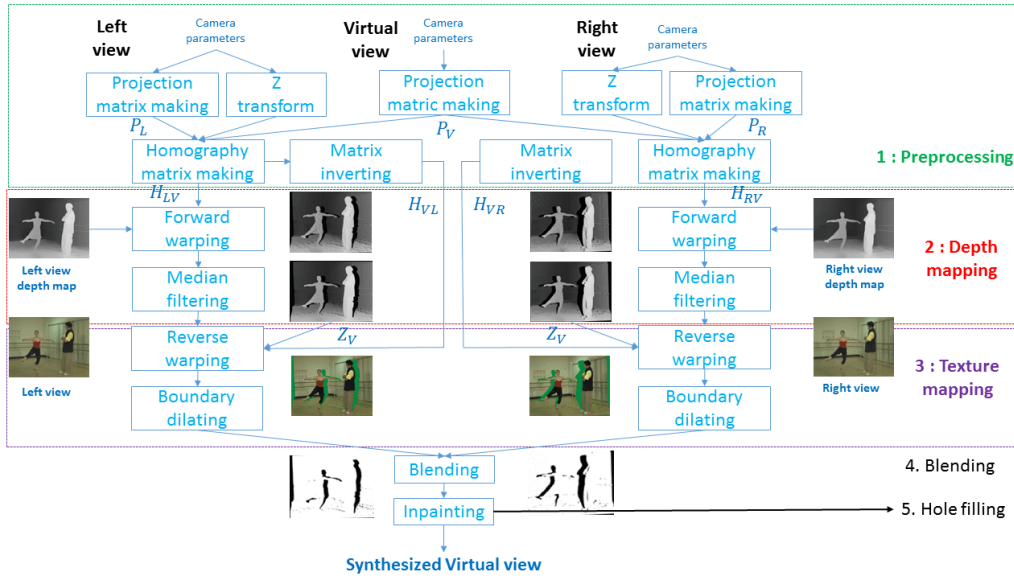 Left
view
Camera
parameters
Virtual
view
Camera
parameters
Right
view
Camera
parameters
Projection
matrix making
Z
transform
Projection
matric making
Z
transform
Projection
matrix making
P_L
P_V
P_R
Homography
matrix making
Matrix
inverting
Matrix
inverting
Homography
matrix making
1 : Preprocessing
H_LV
H_VL
H_VR
H_RV
Forward
warping
Forward
warping
2 : Depth
mapping
Left view
depth map
Right view
depth map
Median
filtering
Median
filtering
Z_V
Z_V
Reverse
warping
Reverse
warping
3 : Texture
mapping
Left view
Right view
Boundary
dilating
Boundary
dilating
Blending
4. Blending
Inpainting
5. Hole filling
Synthesized Virtual view